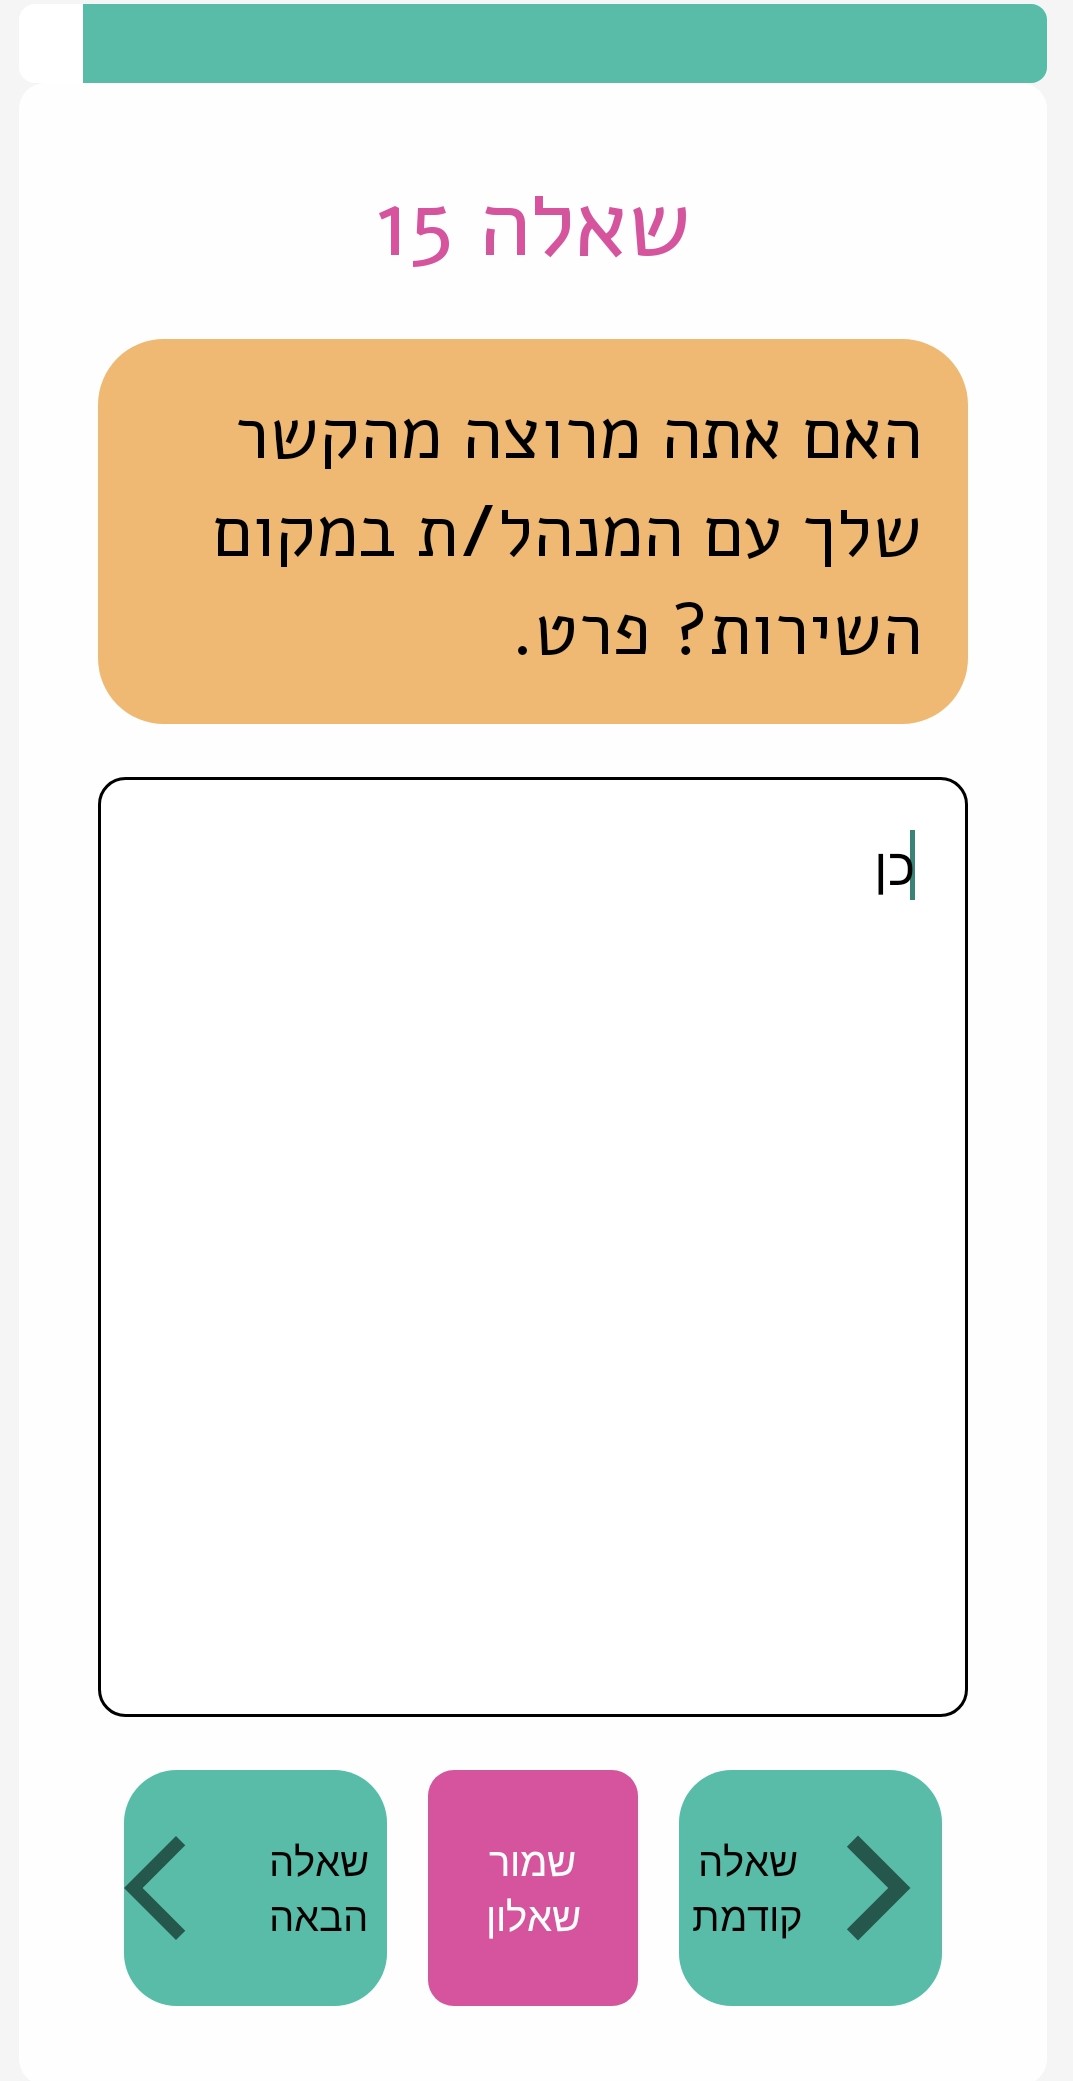 שאלה 15
האם אתה מרוצה מהקשר
שלך עם המנהל/ת במקום
השירות? פרט.
כן
שאלה
קודמת
שמור
שאלון
שאלה
הבאה